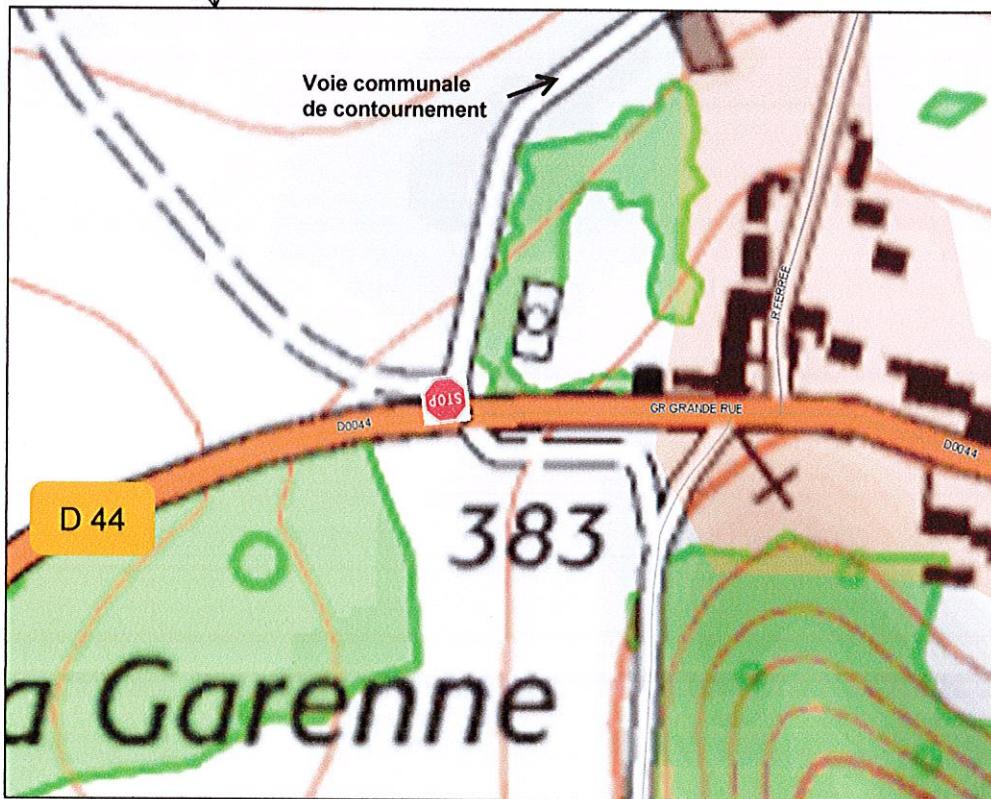 Voie communale
de contournement
R FERREE
STOP
GR GRANDE RUE
D0044
D0044
D 44
383
a Garenne